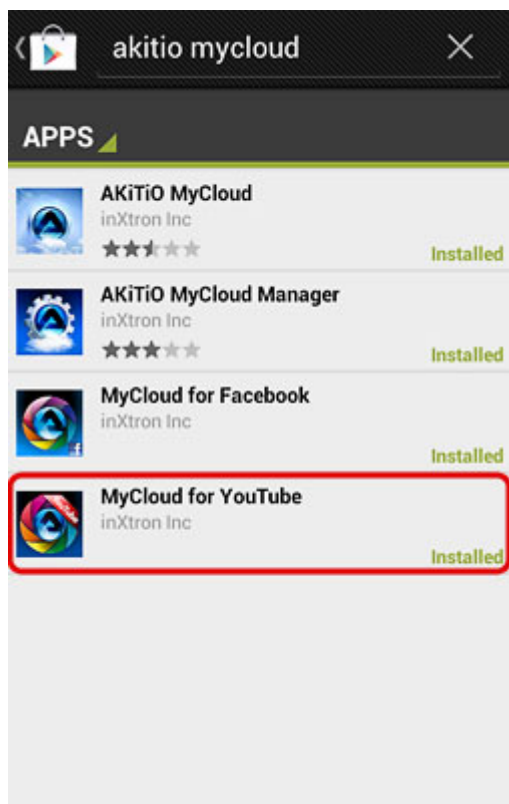 akitio mycloud
APPS
AKiTiO MyCloud
inXtron Inc
Installed
AKiTiO MyCloud Manager
inXtron Inc
Installed
MyCloud for Facebook
inXtron Inc
f
Installed
YouTube
MyCloud for YouTube
inXtron Inc
Installed